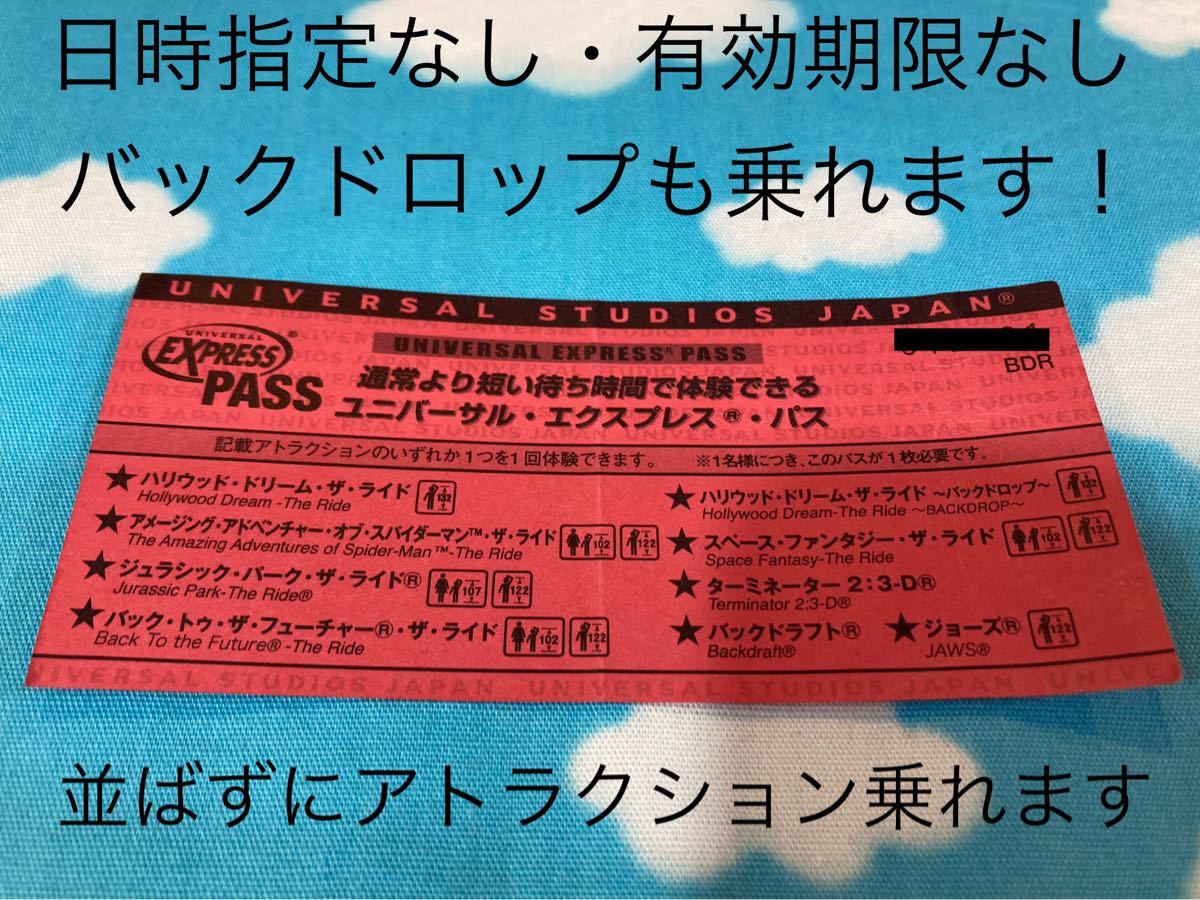 日時指定なし・有効期限なし
バックドロップも乗れます！
UNIVERSAL STUDIOS JAPAN®
UNIVERSAL
EXPRESS®
PASS
UNIVERSAL EXPRESS® PASS
BDR
通常より短い待ち時間で体験できる
ユニバーサル・エクスプレス®・パス
記載アトラクションのいずれか1つを1回体験できます。 ※1名様につき、このパスが1枚必要です。
★ハリウッド・ドリーム・ザ・ライド 132
Hollywood Dream -The Ride
★アメージング・アドベンチャー・オブ・スパイダーマン™・ザ・ライド 102 122
The Amazing Adventures of Spider-Man™-The Ride
★ジュラシック・パーク・ザ・ライド® 107 122
Jurassic Park-The Ride®
★バック・トゥ・ザ・フューチャー®・ザ・ライド 102 122
Back To the Future® -The Ride
★ハリウッド・ドリーム・ザ・ライド ～バックドロップ～ 132
Hollywood Dream-The Ride ～BACKDROP～
★スペース・ファンタジー・ザ・ライド 102 122
Space Fantasy-The Ride
★ターミネーター 2:3-D®
Terminator 2:3-D®
★バックドラフト® ★ジョーズ® 122
Backdraft® JAWS®
UNIVERSAL STUDIOS JAPAN UNIVERSAL STUDIOS JAPAN UNIVE
並ばずにアトラクション乗れます